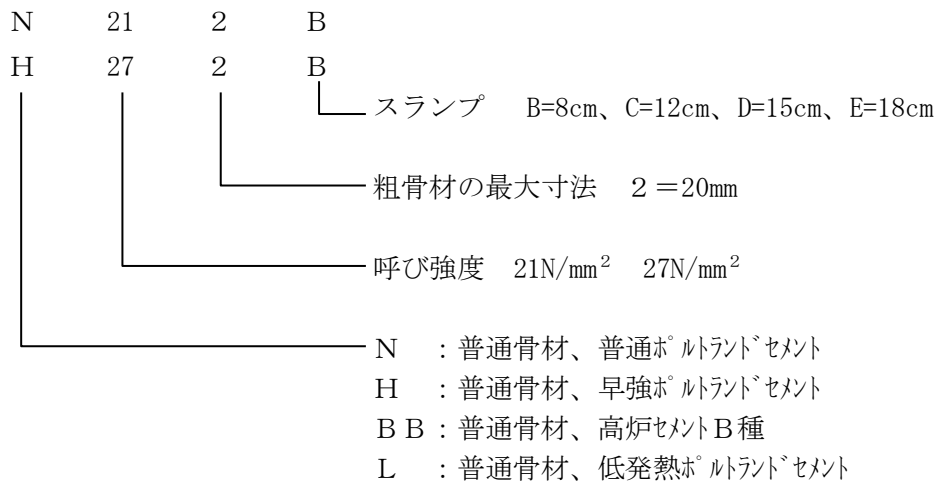 N 21 2 B
H 27 2 B
スランプ B=8cm、C=12cm、D=15cm、E=18cm
粗骨材の最大寸法 2=20mm
呼び強度 21N/mm² 27N/mm²
N :普通骨材、普通ﾎﾟﾙﾄﾗﾝﾄﾞｾﾒﾝﾄ
H :普通骨材、早強ﾎﾟﾙﾄﾗﾝﾄﾞｾﾒﾝﾄ
BB:普通骨材、高炉ｾﾒﾝﾄB種
L :普通骨材、低発熱ﾎﾟﾙﾄﾗﾝﾄﾞｾﾒﾝﾄ